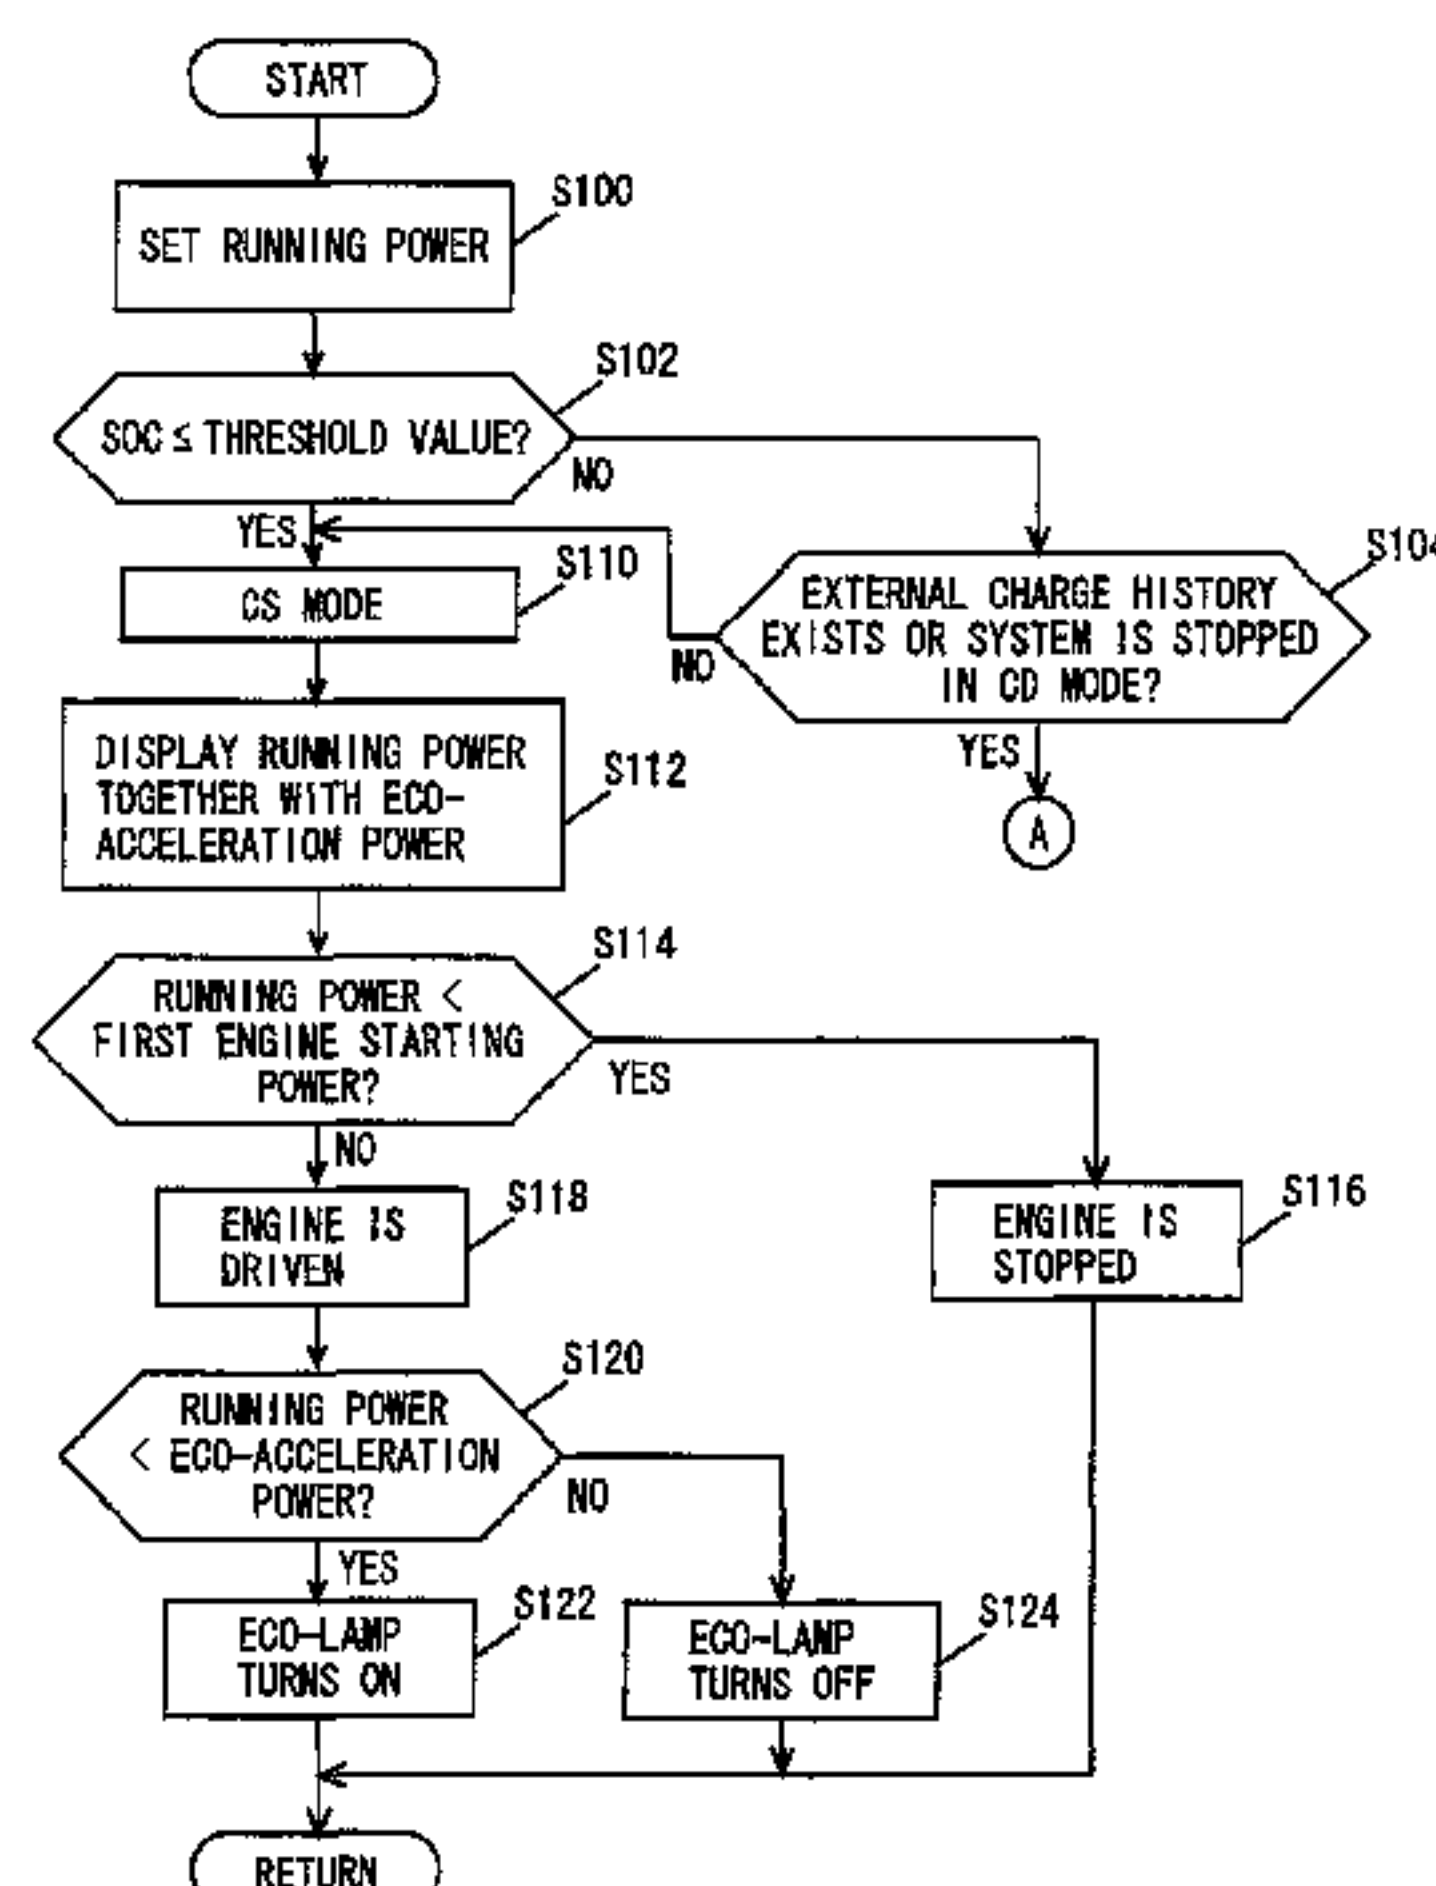 START
S100
SET RUNNING POWER
S102
SOC ≤ THRESHOLD VALUE?
NO
YES
S110
CS MODE
S104
EXTERNAL CHARGE HISTORY
EXISTS OR SYSTEM IS STOPPED
IN CD MODE?
NO
YES
A
DISPLAY RUNNING POWER
TOGETHER WITH ECO-
ACCELERATION POWER
S112
S114
RUNNING POWER <
FIRST ENGINE STARTING
POWER?
YES
NO
S118
ENGINE IS
DRIVEN
S116
ENGINE IS
STOPPED
S120
RUNNING POWER
< ECO-ACCELERATION
POWER?
NO
YES
S122
ECO-LAMP
TURNS ON
S124
ECO-LAMP
TURNS OFF
RETURN